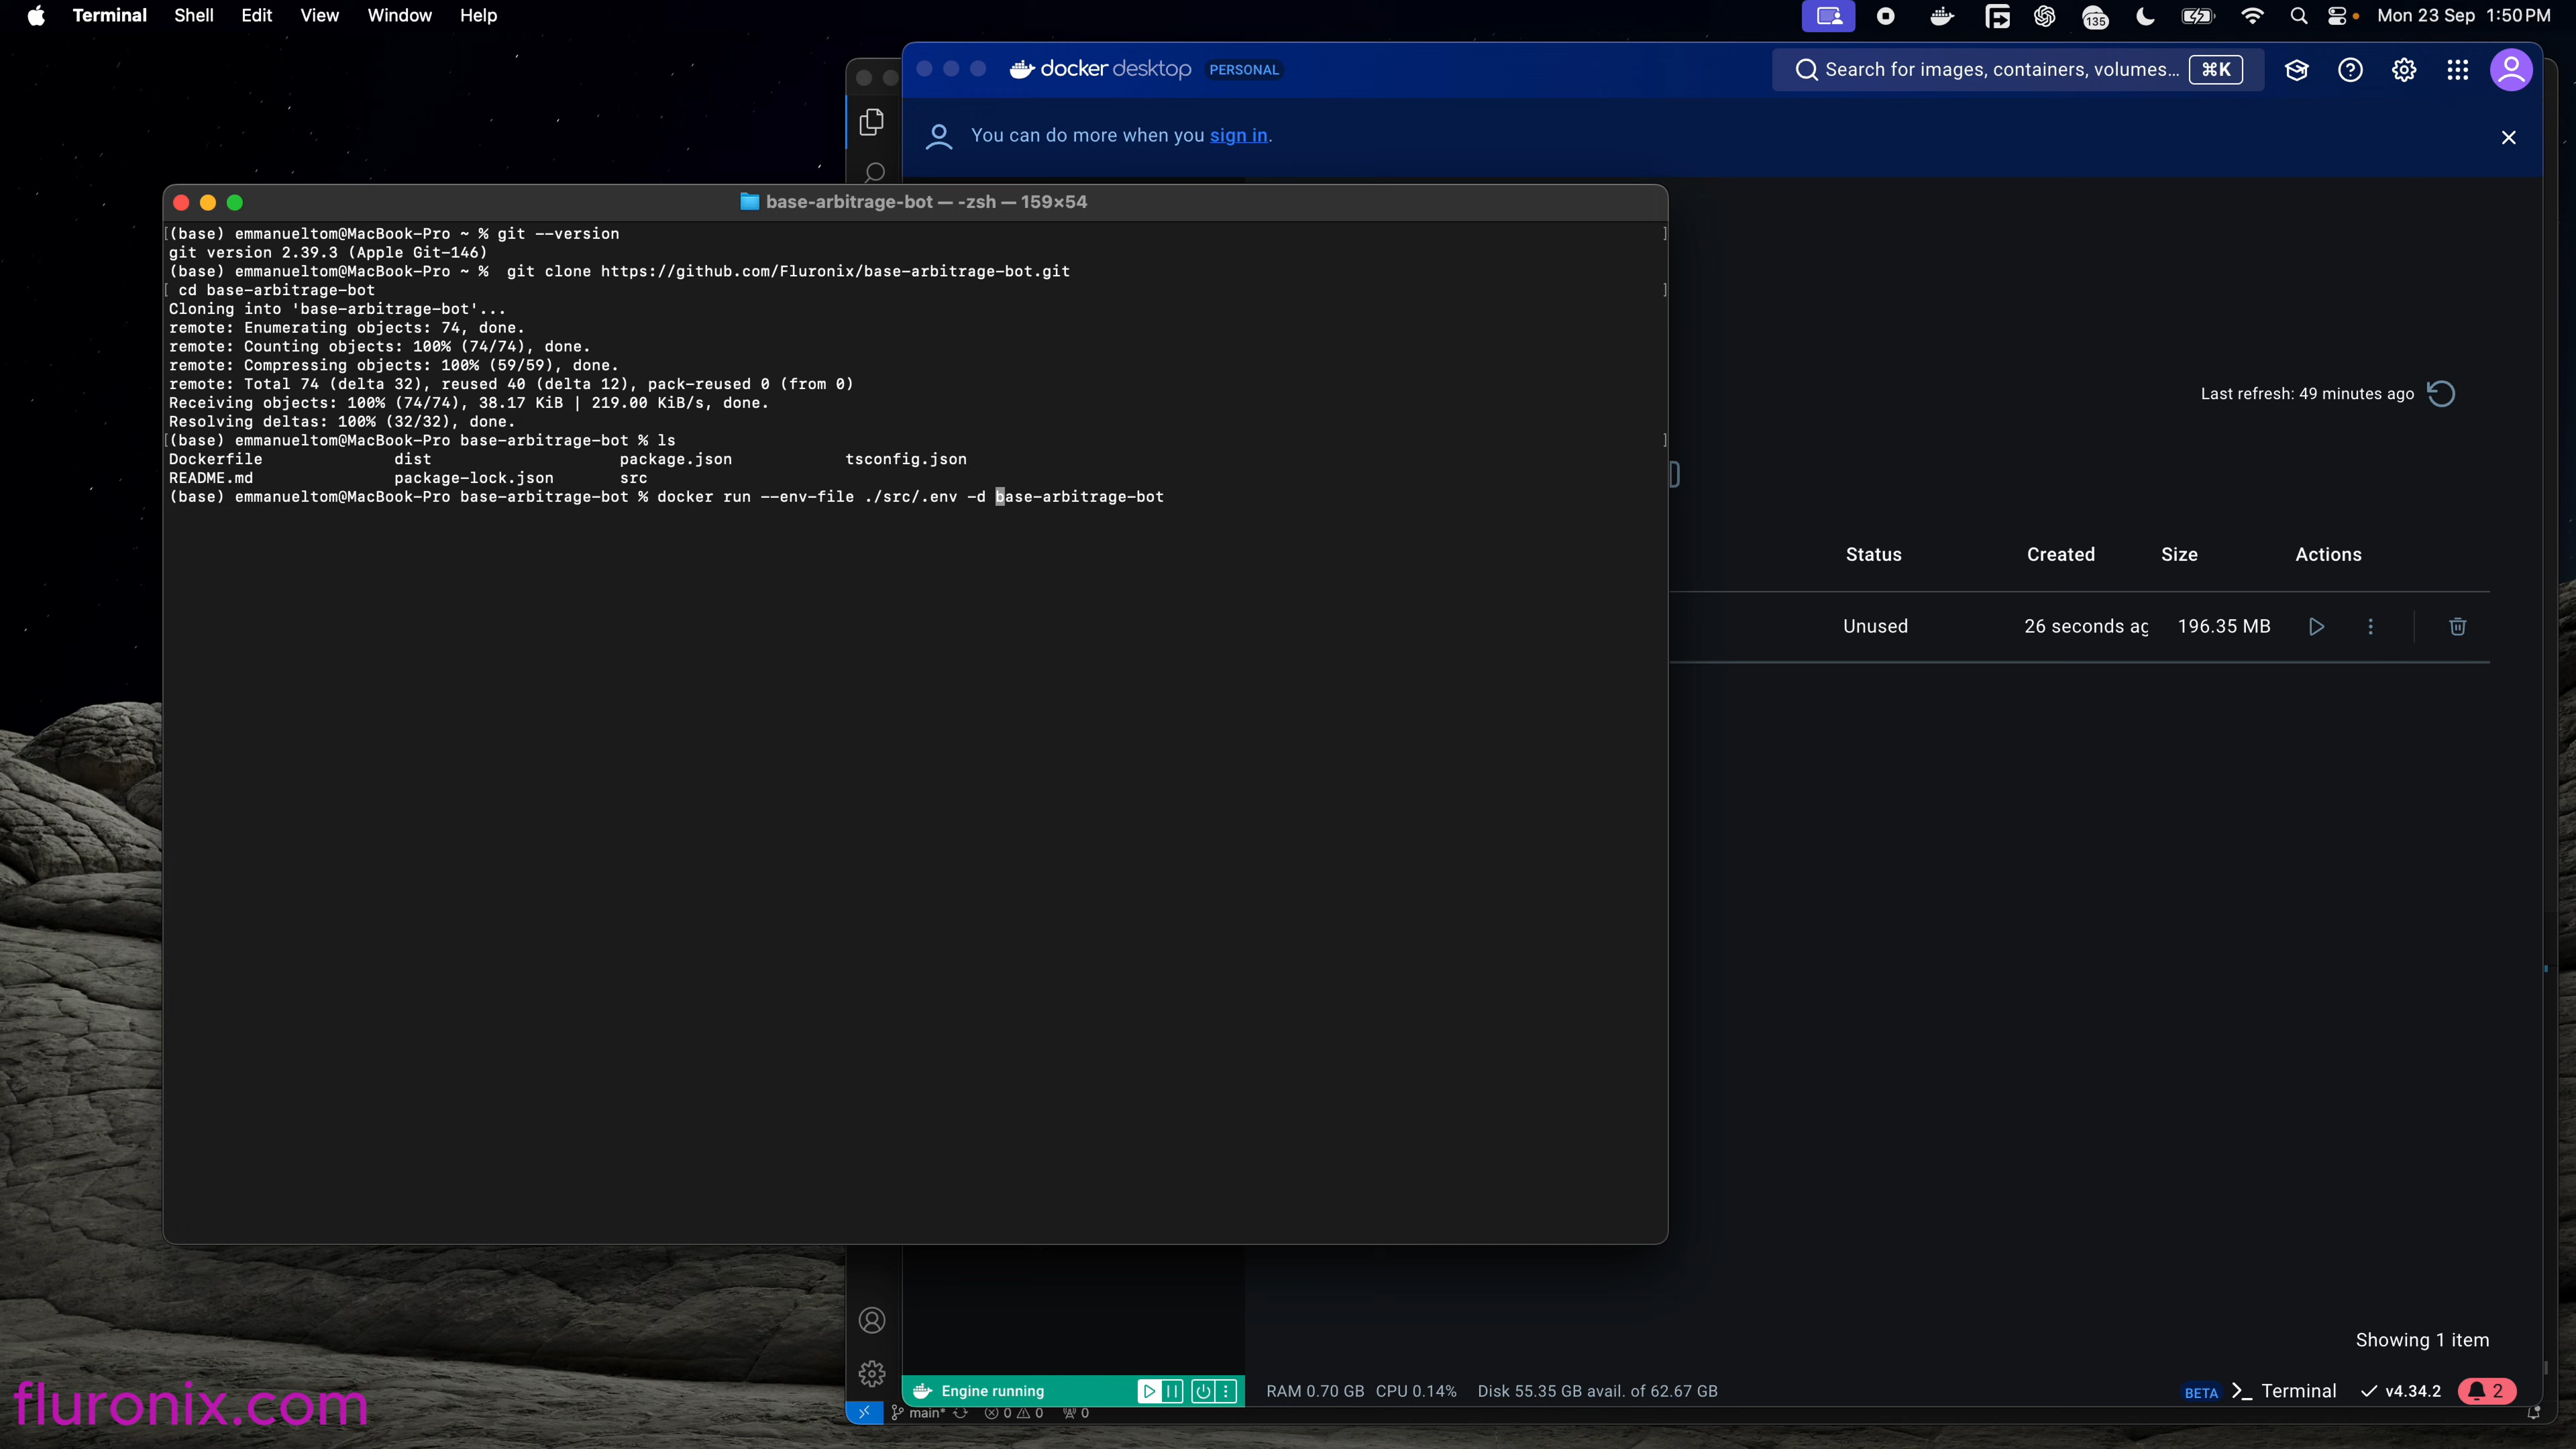 Terminal Shell Edit View Window Help
135
Mon 23 Sep 1:50 PM
docker desktop PERSONAL
Search for images, containers, volumes... ⌘K
You can do more when you sign in.
base-arbitrage-bot — -zsh — 159×54
[(base) emmanueltom@MacBook-Pro ~ % git --version ]
git version 2.39.3 (Apple Git-146)
(base) emmanueltom@MacBook-Pro ~ %  git clone https://github.com/Fluronix/base-arbitrage-bot.git
[ cd base-arbitrage-bot ]
Cloning into 'base-arbitrage-bot'...
remote: Enumerating objects: 74, done.
remote: Counting objects: 100% (74/74), done.
remote: Compressing objects: 100% (59/59), done.
remote: Total 74 (delta 32), reused 40 (delta 12), pack-reused 0 (from 0)
Receiving objects: 100% (74/74), 38.17 KiB | 219.00 KiB/s, done.
Resolving deltas: 100% (32/32), done.
[(base) emmanueltom@MacBook-Pro base-arbitrage-bot % ls ]
Dockerfile dist package.json tsconfig.json
README.md package-lock.json src
(base) emmanueltom@MacBook-Pro base-arbitrage-bot % docker run --env-file ./src/.env -d base-arbitrage-bot
Last refresh: 49 minutes ago
Status Created Size Actions
Unused 26 seconds ag 196.35 MB
Showing 1 item
Engine running
RAM 0.70 GB CPU 0.14% Disk 55.35 GB avail. of 62.67 GB
BETA >_ Terminal v4.34.2 2
main* 0 0 0
fluronix.com